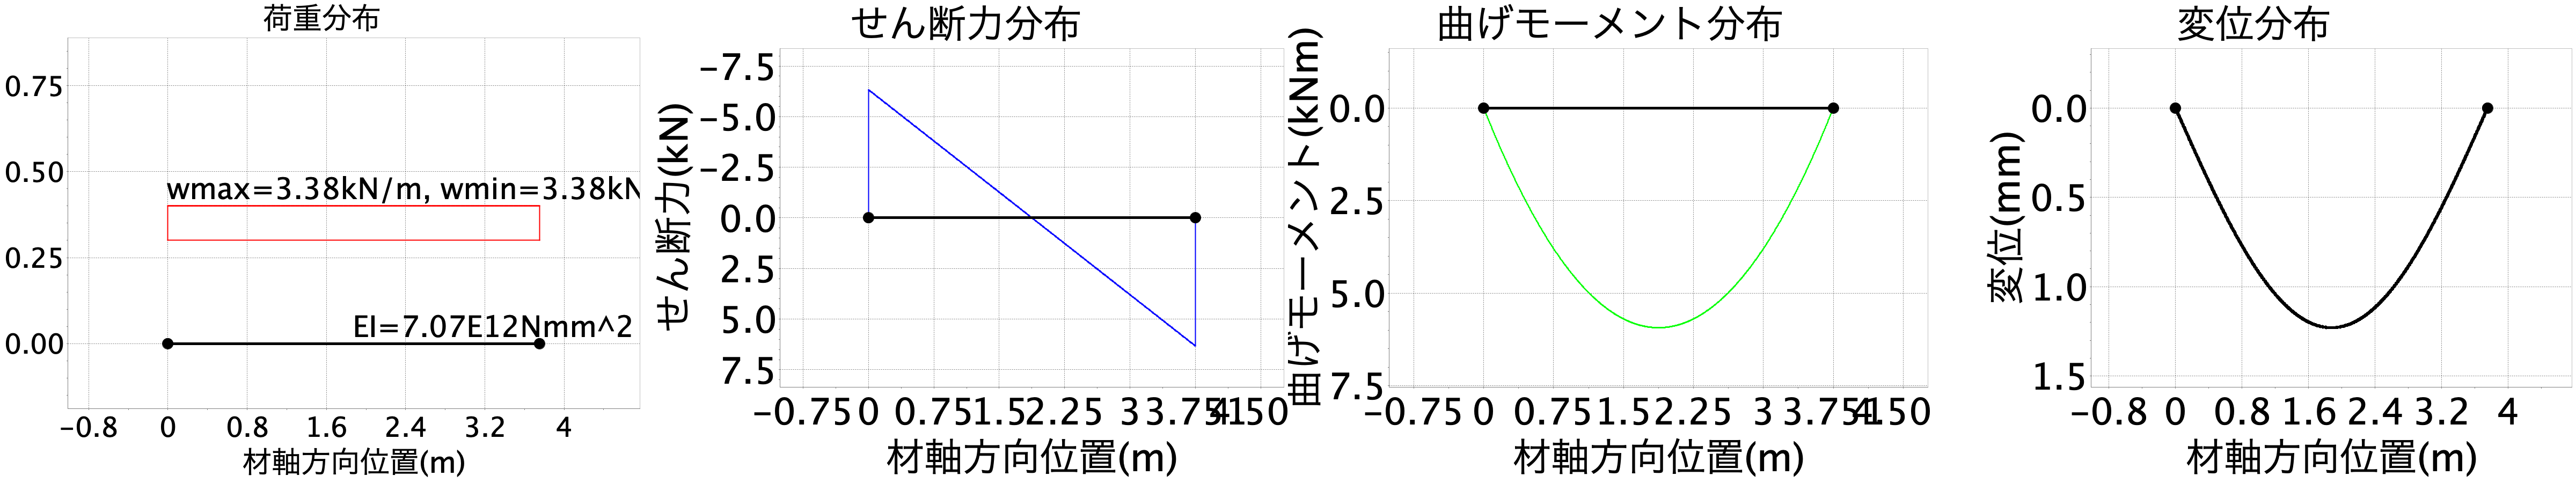 荷重分布
0.75
0.50
wmax=3.38kN/m, wmin=3.38kN
0.25
EI=7.07E12Nmm^2
0.00
-0.8 0 0.8 1.6 2.4 3.2 4
材軸方向位置(m)
せん断力分布
せん断力(kN)
-7.5
-5.0
-2.5
0.0
2.5
5.0
7.5
-0.75 0 0.75 1.5 2.25 3 3.75 4.50
材軸方向位置(m)
曲げモーメント分布
曲げモーメント(kNm)
0.0
2.5
5.0
7.5
-0.75 0 0.75 1.5 2.25 3 3.75 4.50
材軸方向位置(m)
変位分布
変位(mm)
0.0
0.5
1.0
1.5
-0.8 0 0.8 1.6 2.4 3.2 4
材軸方向位置(m)